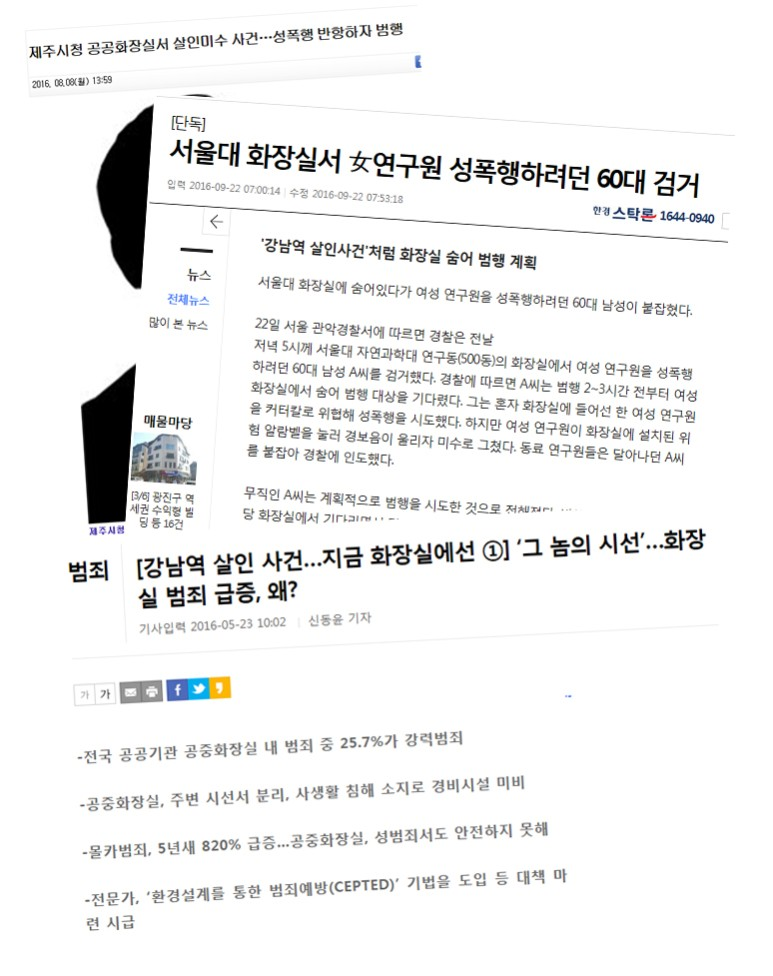 제주시청 공공화장실서 살인미수 사건…성폭행 반항하자 범행
2016, 08,08(월) 13:59
[단독]
서울대 화장실서 女연구원 성폭행하려던 60대 검거
입력 2016-09-22 07:00:14 | 수정 2016-09-22 07:53:18
한경 스탁론 1644-0940
'강남역 살인사건'처럼 화장실 숨어 범행 계획
뉴스
전체뉴스
많이 본 뉴스
서울대 화장실에 숨어있다가 여성 연구원을 성폭행하려던 60대 남성이 붙잡혔다.
22일 서울 관악경찰서에 따르면 경찰은 전날
저녁 5시께 서울대 자연과학대 연구동(500동)의 화장실에서 여성 연구원을 성폭행
하려던 60대 남성 A씨를 검거했다. 경찰에 따르면 A씨는 범행 2~3시간 전부터 여성
화장실에서 숨어 범행 대상을 기다렸다. 그는 혼자 화장실에 들어선 한 여성 연구원
을 커터칼로 위협해 성폭행을 시도했다. 하지만 여성 연구원이 화장실에 설치된 위
험 알람벨을 눌러 경보음이 울리자 미수로 그쳤다. 동료 연구원들은 달아나던 A씨
를 붙잡아 경찰에 인도했다.
매물마당
[3/6] 광진구 역
세권 수익형 빌
딩 등 16건
무직인 A씨는 계획적으로 범행을 시도한 것으로 전해졌다.
당 화장실에서 기다리면서
제주시청
범죄
[강남역 살인 사건…지금 화장실에선 ①] ‘그 놈의 시선’…화장
실 범죄 급증, 왜?
기사입력 2016-05-23 10:02 | 신동윤 기자
가 가
-전국 공공기관 공중화장실 내 범죄 중 25.7%가 강력범죄
-공중화장실, 주변 시선서 분리, 사생활 침해 소지로 경비시설 미비
-몰카범죄, 5년새 820% 급증…공중화장실, 성범죄서도 안전하지 못해
-전문가, ‘환경설계를 통한 범죄예방(CEPTED)’ 기법을 도입 등 대책 마
련 시급